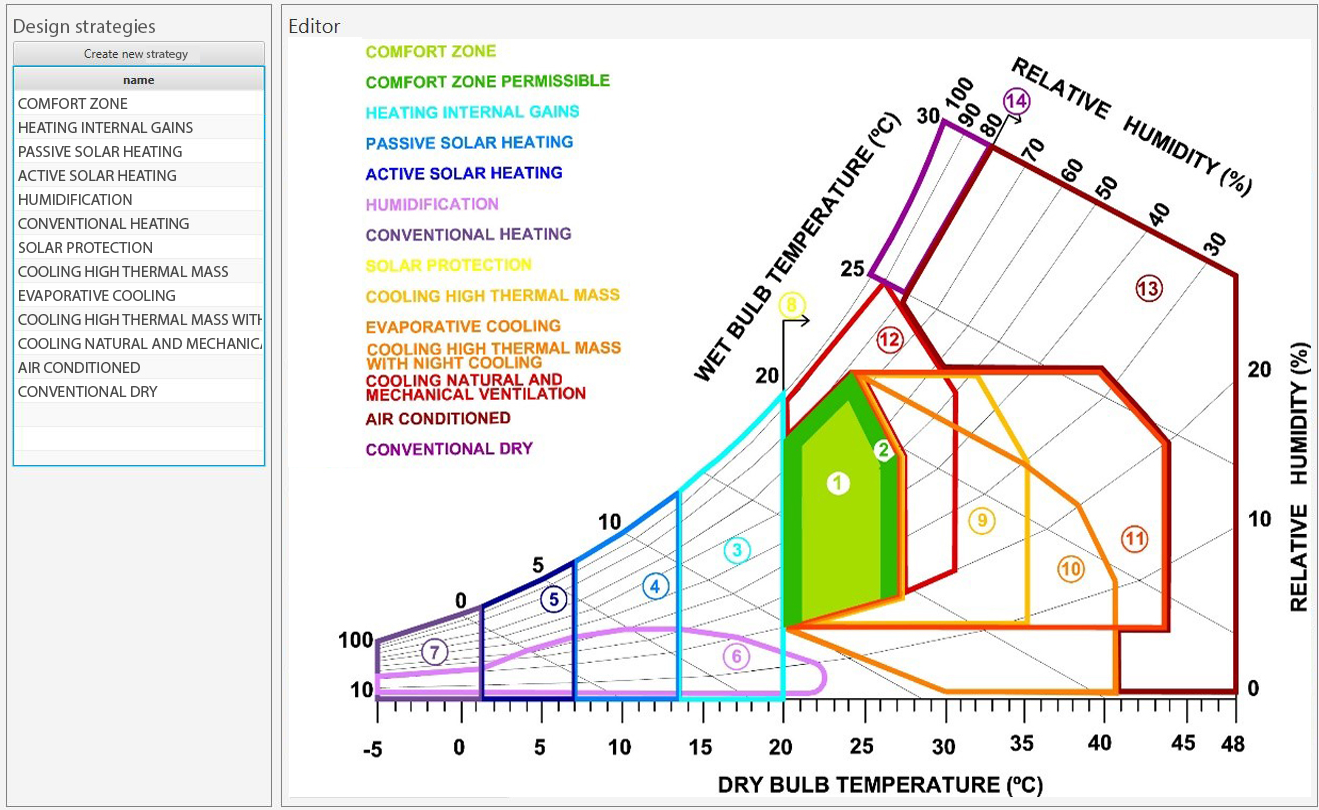 Design strategies
Create new strategy
name
COMFORT ZONE
HEATING INTERNAL GAINS
PASSIVE SOLAR HEATING
ACTIVE SOLAR HEATING
HUMIDIFICATION
CONVENTIONAL HEATING
SOLAR PROTECTION
COOLING HIGH THERMAL MASS
EVAPORATIVE COOLING
COOLING HIGH THERMAL MASS WITH
COOLING NATURAL AND MECHANICA
AIR CONDITIONED
CONVENTIONAL DRY
Editor
COMFORT ZONE
COMFORT ZONE PERMISSIBLE
HEATING INTERNAL GAINS
PASSIVE SOLAR HEATING
ACTIVE SOLAR HEATING
HUMIDIFICATION
CONVENTIONAL HEATING
SOLAR PROTECTION
COOLING HIGH THERMAL MASS
EVAPORATIVE COOLING
COOLING HIGH THERMAL MASS
WITH NIGHT COOLING
COOLING NATURAL AND
MECHANICAL VENTILATION
AIR CONDITIONED
CONVENTIONAL DRY
WET BULB TEMPERATURE (ºC)
0
5
10
20
25
30
RELATIVE HUMIDITY (%)
100
90
80
70
60
50
40
30
14
13
12
8
2
1
9
11
10
3
4
5
7
6
100
10
20
10
0
RELATIVE HUMIDITY (%)
-5 0 5 10 15 20 25 30 35 40 45 48
DRY BULB TEMPERATURE (ºC)